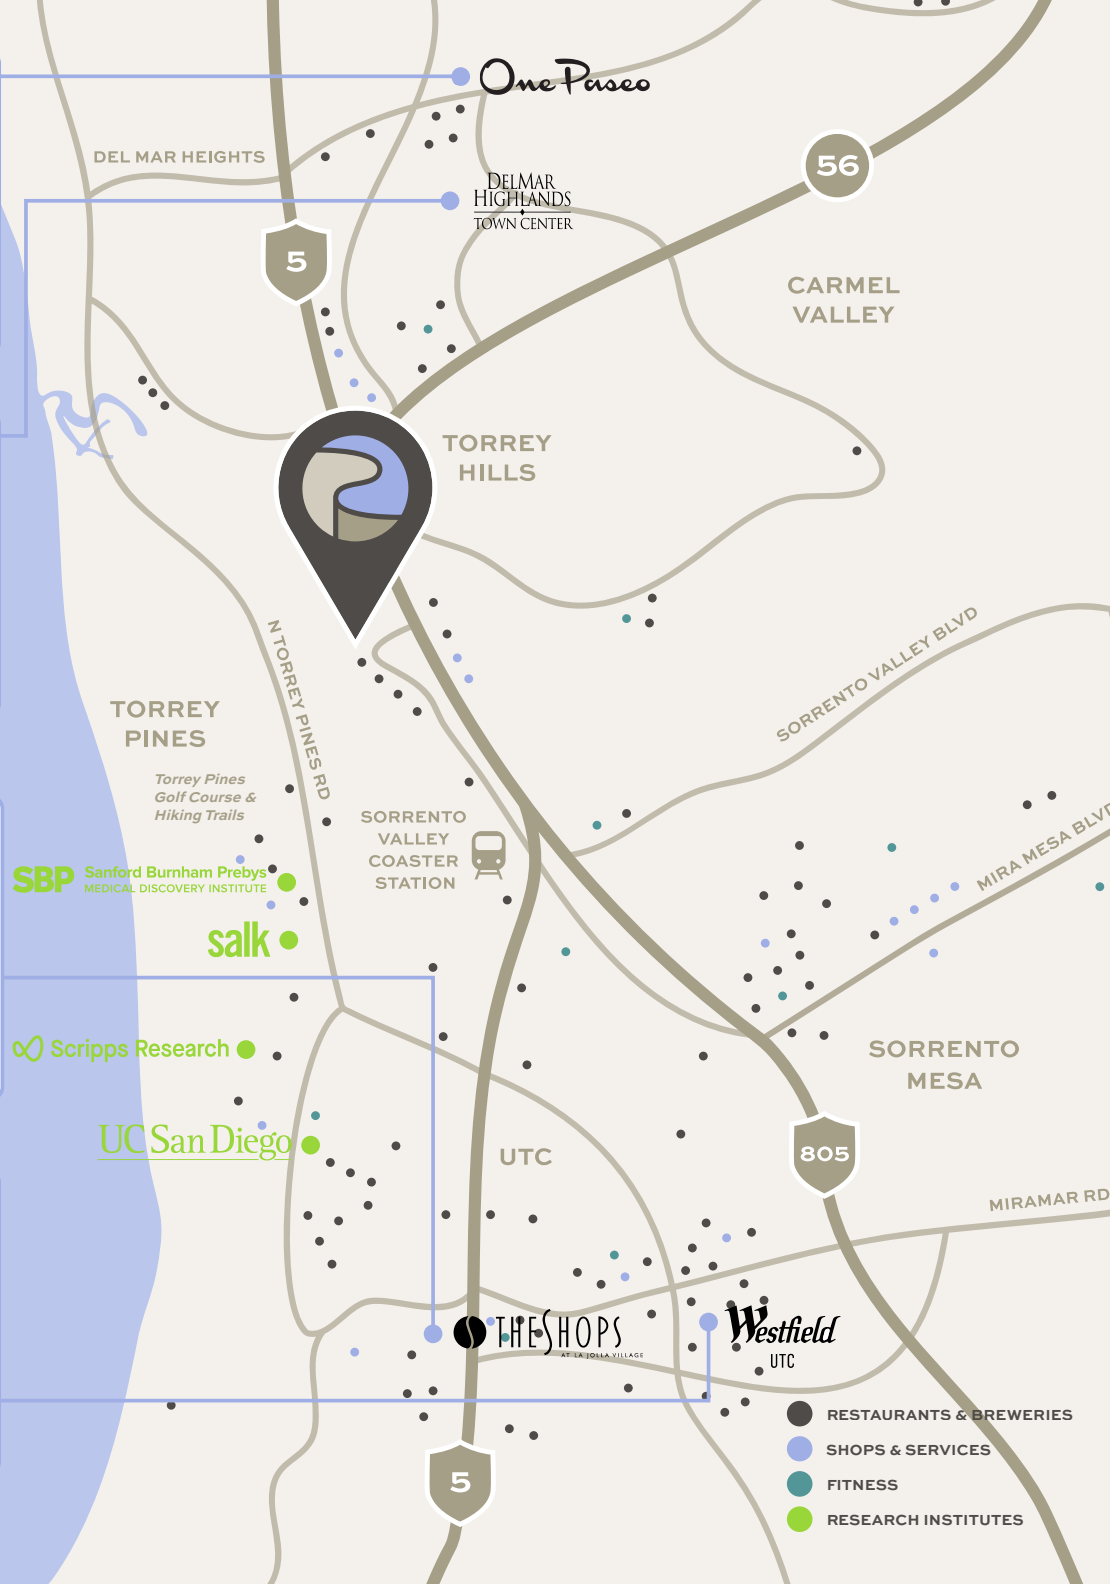 One Paseo
DEL MAR HEIGHTS
56
DELMAR
HIGHLANDS
TOWN CENTER
5
CARMEL
VALLEY
TORREY
HILLS
N TORREY PINES RD
SORRENTO VALLEY BLVD
TORREY
PINES
Torrey Pines
Golf Course &
Hiking Trails
SORRENTO
VALLEY
COASTER
STATION
MIRA MESA BLVD
SBP Sanford Burnham Prebys
MEDICAL DISCOVERY INSTITUTE
salk
Scripps Research
SORRENTO
MESA
UC San Diego
UTC
805
MIRAMAR RD
THE SHOPS
AT LA JOLLA VILLAGE
Westfield
UTC
5
RESTAURANTS & BREWERIES
SHOPS & SERVICES
FITNESS
RESEARCH INSTITUTES